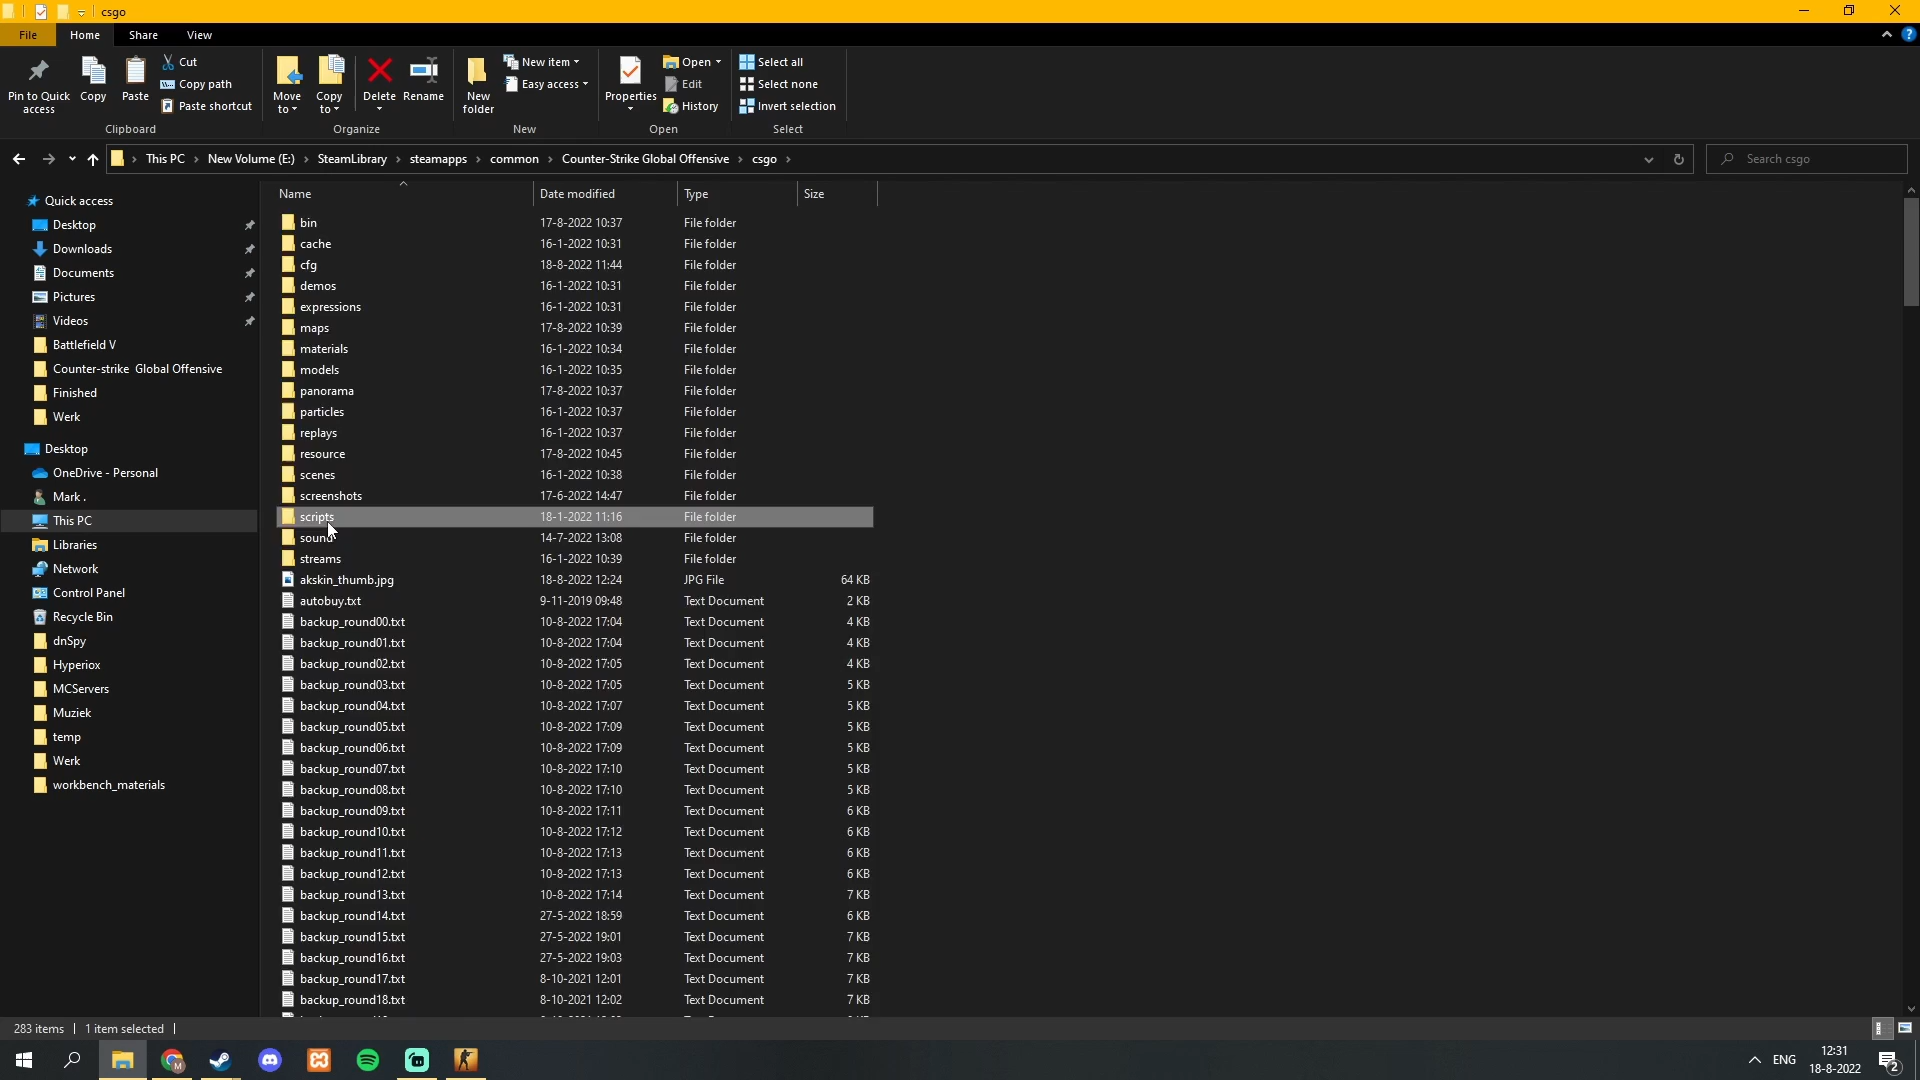 csgo
File Home Share View
Pin to Quick access
Copy
Paste
Cut
Copy path
Paste shortcut
Clipboard
Move to
Copy to
Delete
Rename
Organize
New folder
New item
Easy access
New
Properties
Open
Edit
History
Open
Select all
Select none
Invert selection
Select
This PC New Volume (E:) SteamLibrary steamapps common Counter-Strike Global Offensive csgo
Search csgo
Quick access
Desktop
Downloads
Documents
Pictures
Videos
Battlefield V
Counter-strike Global Offensive
Finished
Werk
Desktop
OneDrive - Personal
Mark .
This PC
Libraries
Network
Control Panel
Recycle Bin
dnSpy
Hyperiox
MCServers
Muziek
temp
Werk
workbench_materials
Name Date modified Type Size
bin 17-8-2022 10:37 File folder
cache 16-1-2022 10:31 File folder
cfg 18-8-2022 11:44 File folder
demos 16-1-2022 10:31 File folder
expressions 16-1-2022 10:31 File folder
maps 17-8-2022 10:39 File folder
materials 16-1-2022 10:34 File folder
models 16-1-2022 10:35 File folder
panorama 17-8-2022 10:37 File folder
particles 16-1-2022 10:37 File folder
replays 16-1-2022 10:37 File folder
resource 17-8-2022 10:45 File folder
scenes 16-1-2022 10:38 File folder
screenshots 17-6-2022 14:47 File folder
scripts 18-1-2022 11:16 File folder
sound 14-7-2022 13:08 File folder
streams 16-1-2022 10:39 File folder
akskin_thumb.jpg 18-8-2022 12:24 JPG File 64 KB
autobuy.txt 9-11-2019 09:48 Text Document 2 KB
backup_round00.txt 10-8-2022 17:04 Text Document 4 KB
backup_round01.txt 10-8-2022 17:04 Text Document 4 KB
backup_round02.txt 10-8-2022 17:05 Text Document 4 KB
backup_round03.txt 10-8-2022 17:05 Text Document 5 KB
backup_round04.txt 10-8-2022 17:07 Text Document 5 KB
backup_round05.txt 10-8-2022 17:09 Text Document 5 KB
backup_round06.txt 10-8-2022 17:09 Text Document 5 KB
backup_round07.txt 10-8-2022 17:10 Text Document 5 KB
backup_round08.txt 10-8-2022 17:10 Text Document 5 KB
backup_round09.txt 10-8-2022 17:11 Text Document 6 KB
backup_round10.txt 10-8-2022 17:12 Text Document 6 KB
backup_round11.txt 10-8-2022 17:13 Text Document 6 KB
backup_round12.txt 10-8-2022 17:13 Text Document 6 KB
backup_round13.txt 10-8-2022 17:14 Text Document 7 KB
backup_round14.txt 27-5-2022 18:59 Text Document 6 KB
backup_round15.txt 27-5-2022 19:01 Text Document 7 KB
backup_round16.txt 27-5-2022 19:03 Text Document 7 KB
backup_round17.txt 8-10-2021 12:01 Text Document 7 KB
backup_round18.txt 8-10-2021 12:02 Text Document 7 KB
283 items 1 item selected
ENG
12:31
18-8-2022
2